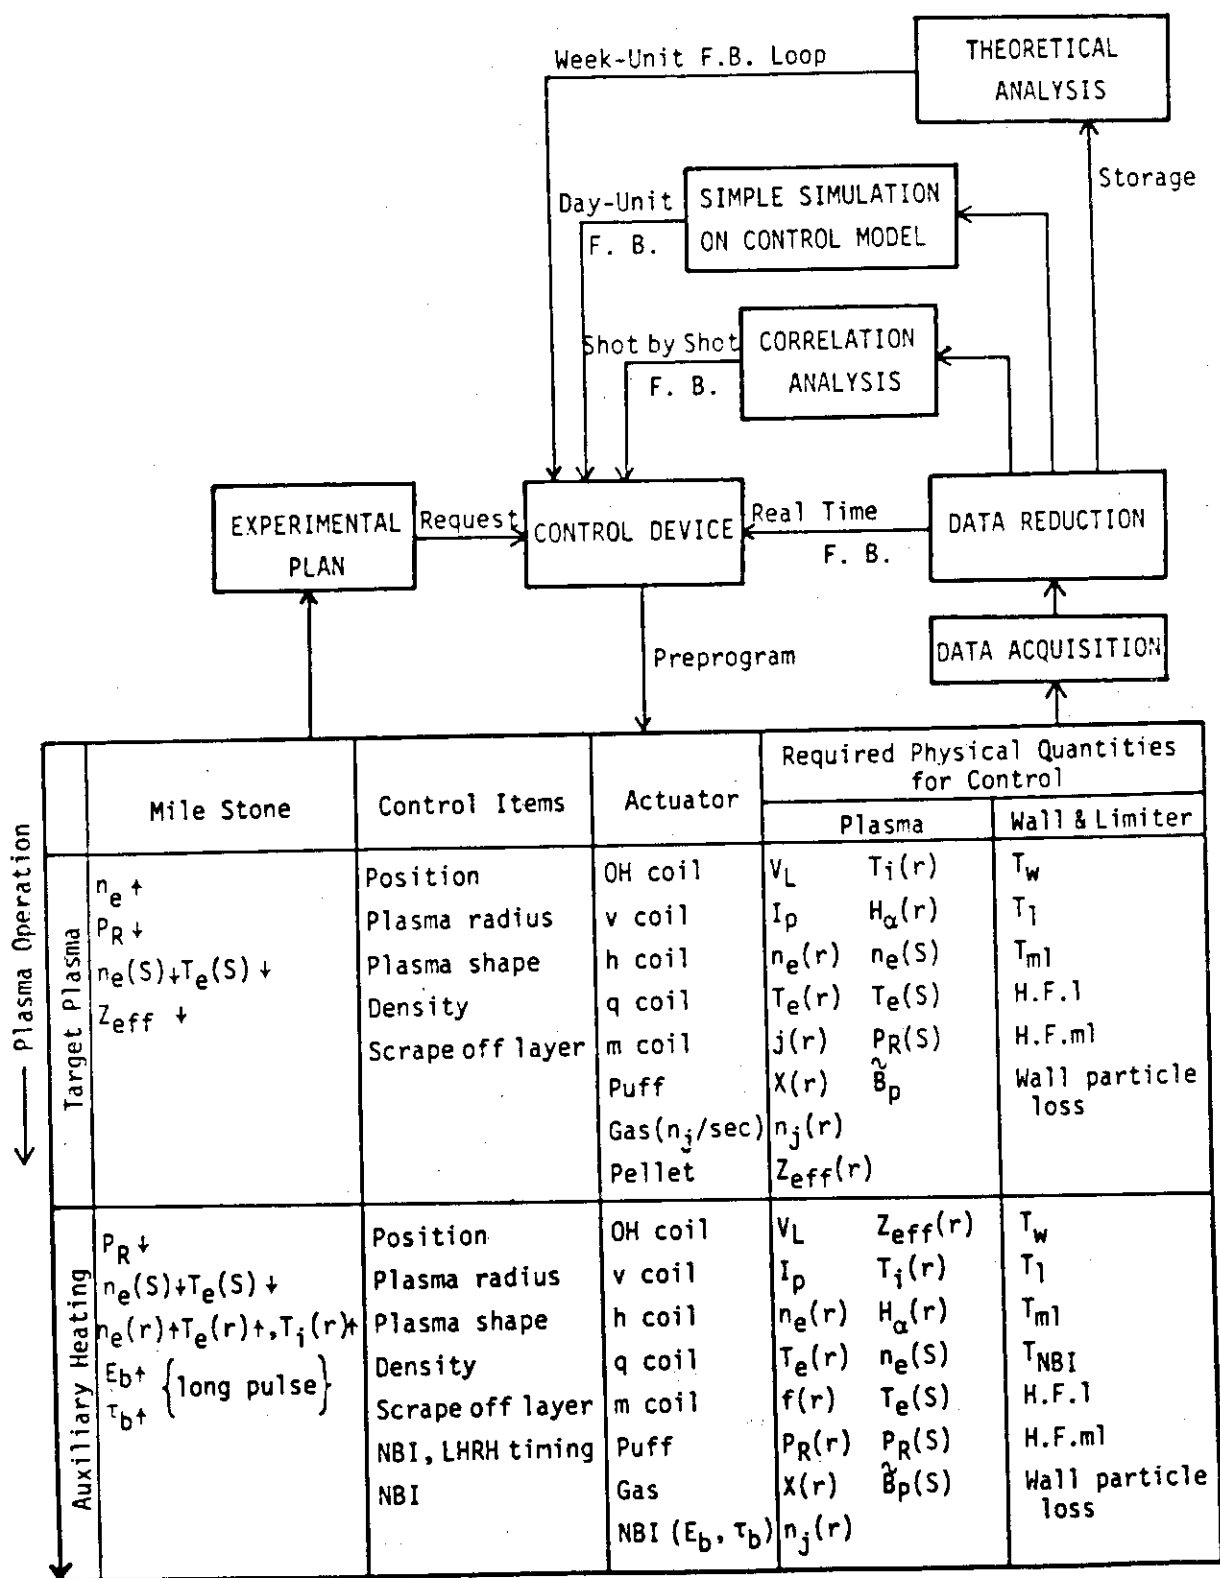 Week-Unit F.B. Loop
THEORETICAL
ANALYSIS
Storage
Day-Unit
F. B.
SIMPLE SIMULATION
ON CONTROL MODEL
Shot by Shot
F. B.
CORRELATION
ANALYSIS
EXPERIMENTAL
PLAN
Request
CONTROL DEVICE
Real Time
F. B.
DATA REDUCTION
Preprogram
DATA ACQUISITION
Plasma Operation
Mile Stone
Control Items
Actuator
Required Physical Quantities
for Control
Plasma
Wall & Limiter
Target Plasma
n_e ↑
P_R ↓
n_e(S)↓T_e(S) ↓
Z_eff ↓
Position
Plasma radius
Plasma shape
Density
Scrape off layer
OH coil
v coil
h coil
q coil
m coil
Puff
Gas(n_j/sec)
Pellet
V_L T_i(r)
I_p H_α(r)
n_e(r) n_e(S)
T_e(r) T_e(S)
j(r) P_R(S)
X(r) B̃_p
n_j(r)
Z_eff(r)
T_w
T_l
T_ml
H.F.l
H.F.ml
Wall particle
loss
Auxiliary Heating
P_R ↓
n_e(S)↓T_e(S) ↓
n_e(r)↑T_e(r)↑,T_i(r)↑
E_b↑
τ_b↑
{long pulse}
Position
Plasma radius
Plasma shape
Density
Scrape off layer
NBI, LHRH timing
NBI
OH coil
v coil
h coil
q coil
m coil
Puff
Gas
NBI (E_b, τ_b)
V_L Z_eff(r)
I_p T_i(r)
n_e(r) H_α(r)
T_e(r) n_e(S)
f(r) T_e(S)
P_R(r) P_R(S)
X(r) B̃_p(S)
n_j(r)
T_w
T_l
T_ml
T_NBI
H.F.l
H.F.ml
Wall particle
loss